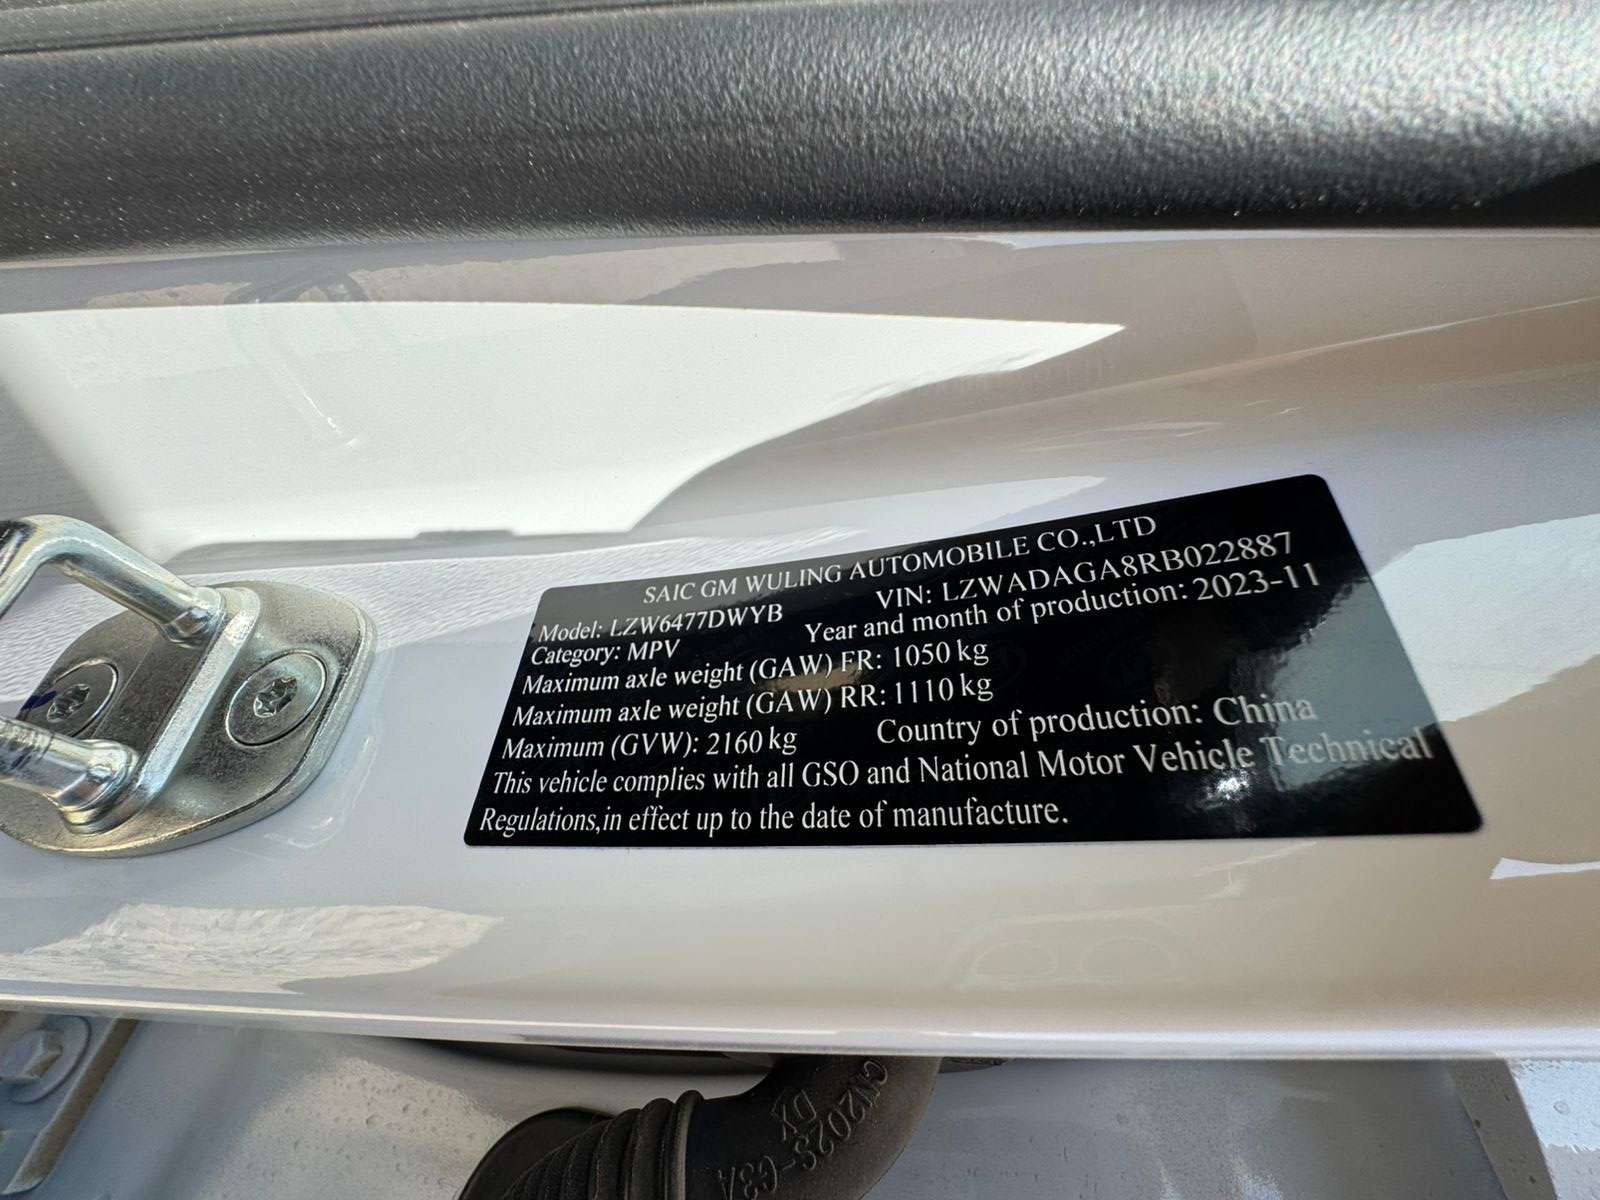 SAIC GM WULING AUTOMOBILE CO.,LTD
Model: LZW6477DWYB VIN: LZWADAGA8RB022887
Category: MPV Year and month of production: 2023-11
Maximum axle weight (GAW) FR: 1050 kg
Maximum axle weight (GAW) RR: 1110 kg
Maximum (GVW): 2160 kg Country of production: China
This vehicle complies with all GSO and National Motor Vehicle Technical
Regulations,in effect up to the date of manufacture.
DX